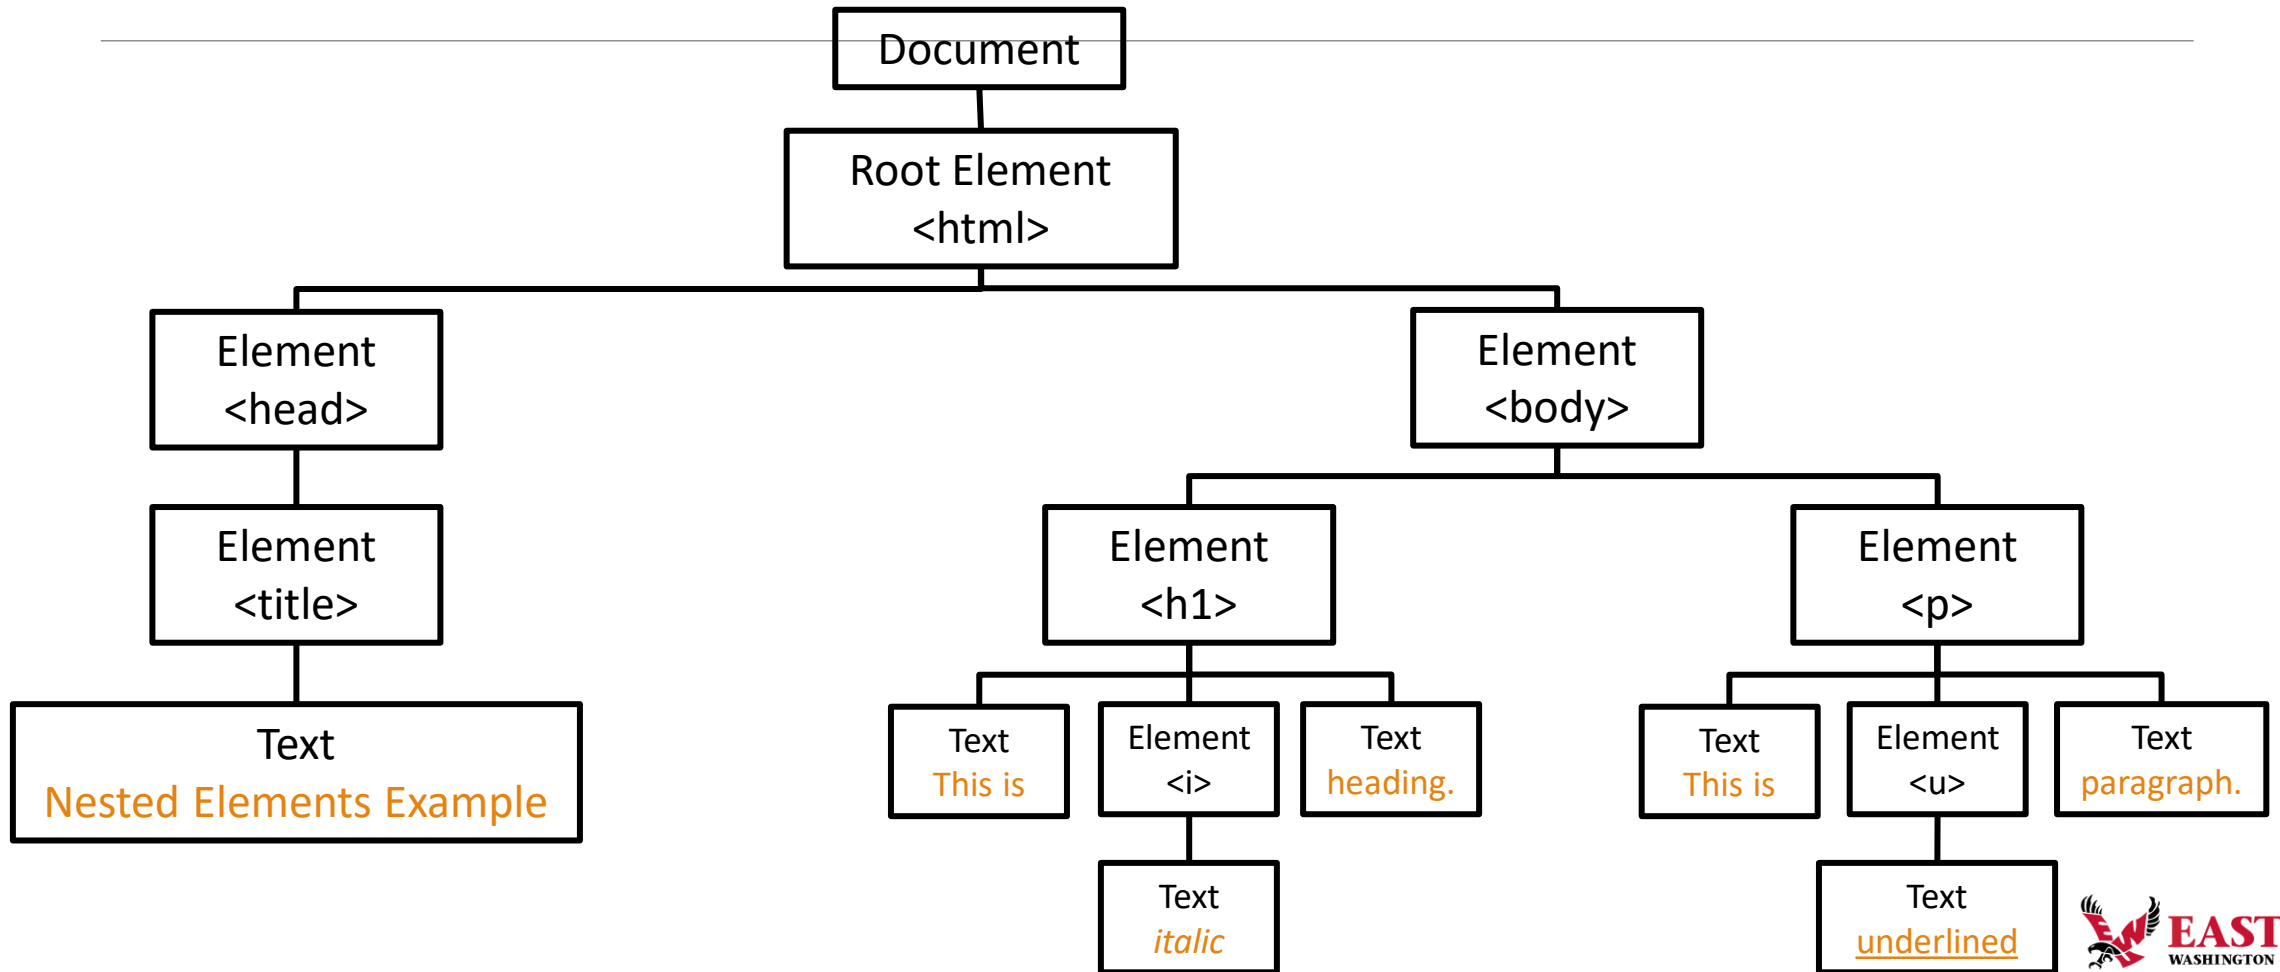 Document
Root Element
<html>
Element
<head>
Element
<body>
Element
<title>
Element
<h1>
Element
<p>
Text
Nested Elements Example
Text
This is
Element
<i>
Text
heading.
Text
This is
Element
<u>
Text
paragraph.
Text
italic
Text
underlined
EAST
WASHINGTON